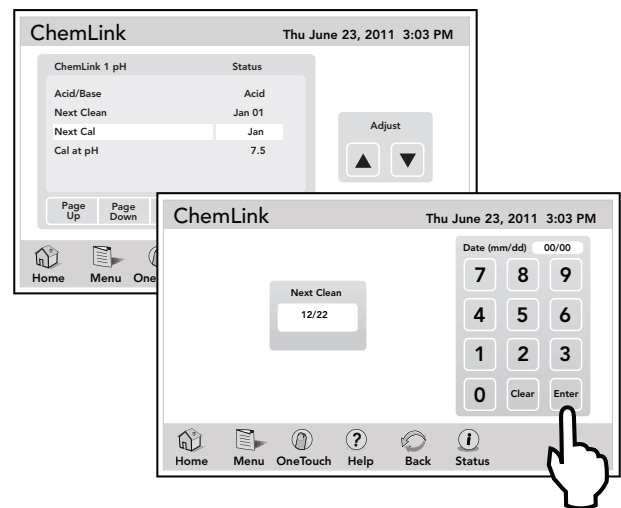 ChemLink Thu June 23, 2011 3:03 PM
ChemLink 1 pH Status
Acid/Base Acid
Next Clean Jan 01
Next Cal Jan
Cal at pH 7.5
Adjust
Page Up Page Down
Home Menu One
ChemLink Thu June 23, 2011 3:03 PM
Date (mm/dd) 00/00
Next Clean
12/22
7 8 9
4 5 6
1 2 3
0 Clear Enter
?
i
Home Menu OneTouch Help Back Status